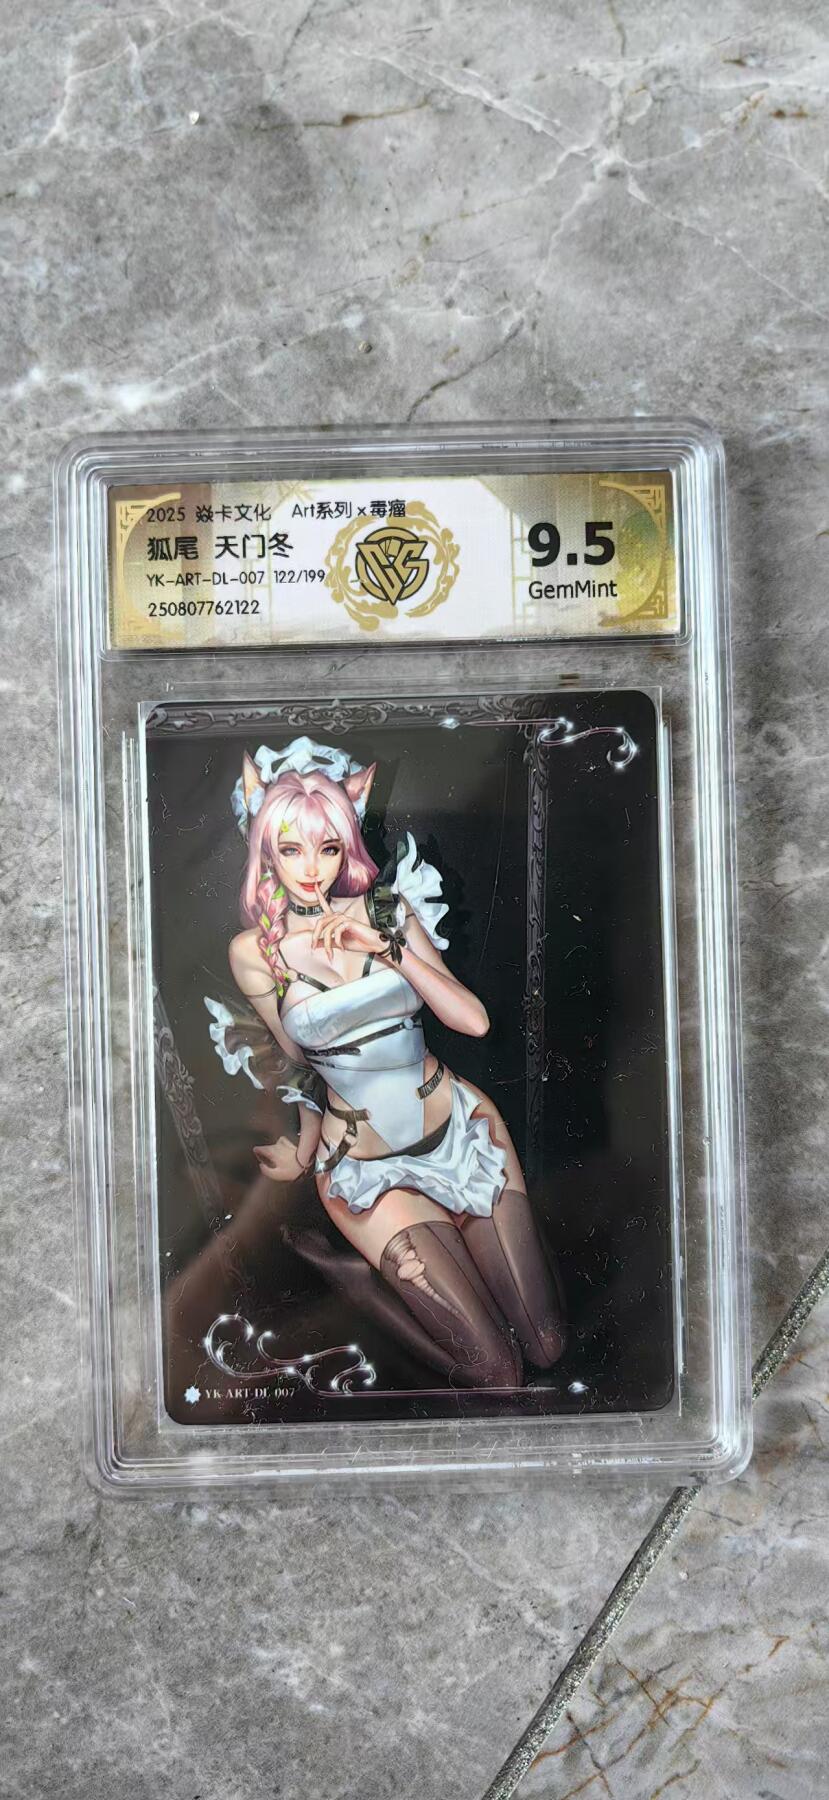 2025 焱卡文化 Art系列 x 毒瘤
狐尾 天门冬
YK-ART-DL-007 122/199
250807762122
9.5
GemMint
YK-ART-DL-007